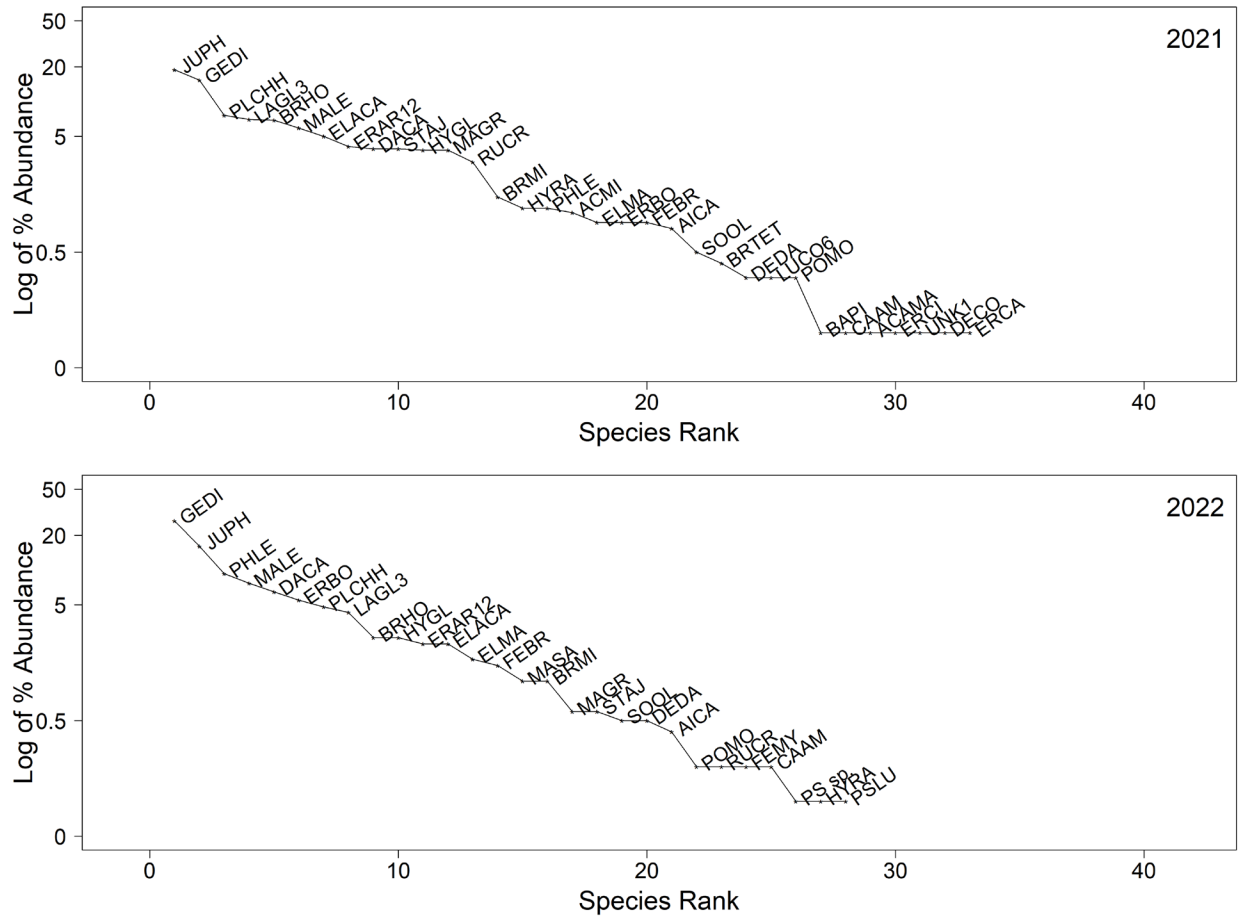 2021
Log of % Abundance
50
20
5
0.5
0
JUPH
GEDI
PLCHH
LAGL3
BRHO
MALE
ELACA
ERAR12
DACA
STAJ
HYGL
MAGR
RUCR
BRMI
HYRA
PHLE
ACMI
ELMA
ERBO
FEBR
AICA
SOOL
BRTET
DEDA
LUCO6
POMO
BAPI
CAAM
ACAMA
ERCI
UNK1
DECO
ERCA
0 10 20 30 40
Species Rank
2022
Log of % Abundance
50
20
5
0.5
0
GEDI
JUPH
PHLE
MALE
DACA
ERBO
PLCHH
LAGL3
BRHO
HYGL
ERAR12
ELACA
ELMA
FEBR
MASA
BRMI
MAGR
STAJ
SOOL
DEDA
AICA
POMO
RUCR
FEMY
CAAM
PS sp.
HYRA
PSLU
0 10 20 30 40
Species Rank